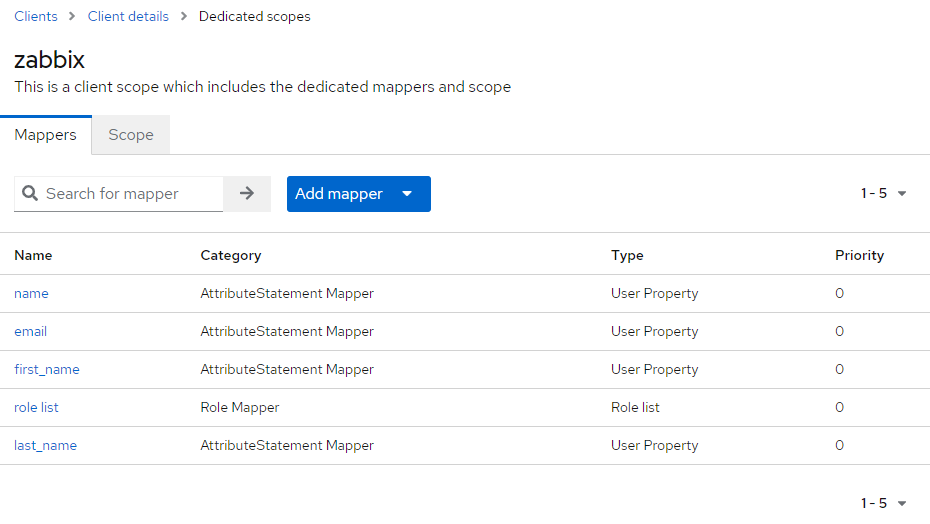 Clients > Client details > Dedicated scopes
zabbix
This is a client scope which includes the dedicated mappers and scope
Mappers Scope
Search for mapper Add mapper 1 - 5
Name Category Type Priority
name AttributeStatement Mapper User Property 0
email AttributeStatement Mapper User Property 0
first_name AttributeStatement Mapper User Property 0
role list Role Mapper Role list 0
last_name AttributeStatement Mapper User Property 0
1 - 5